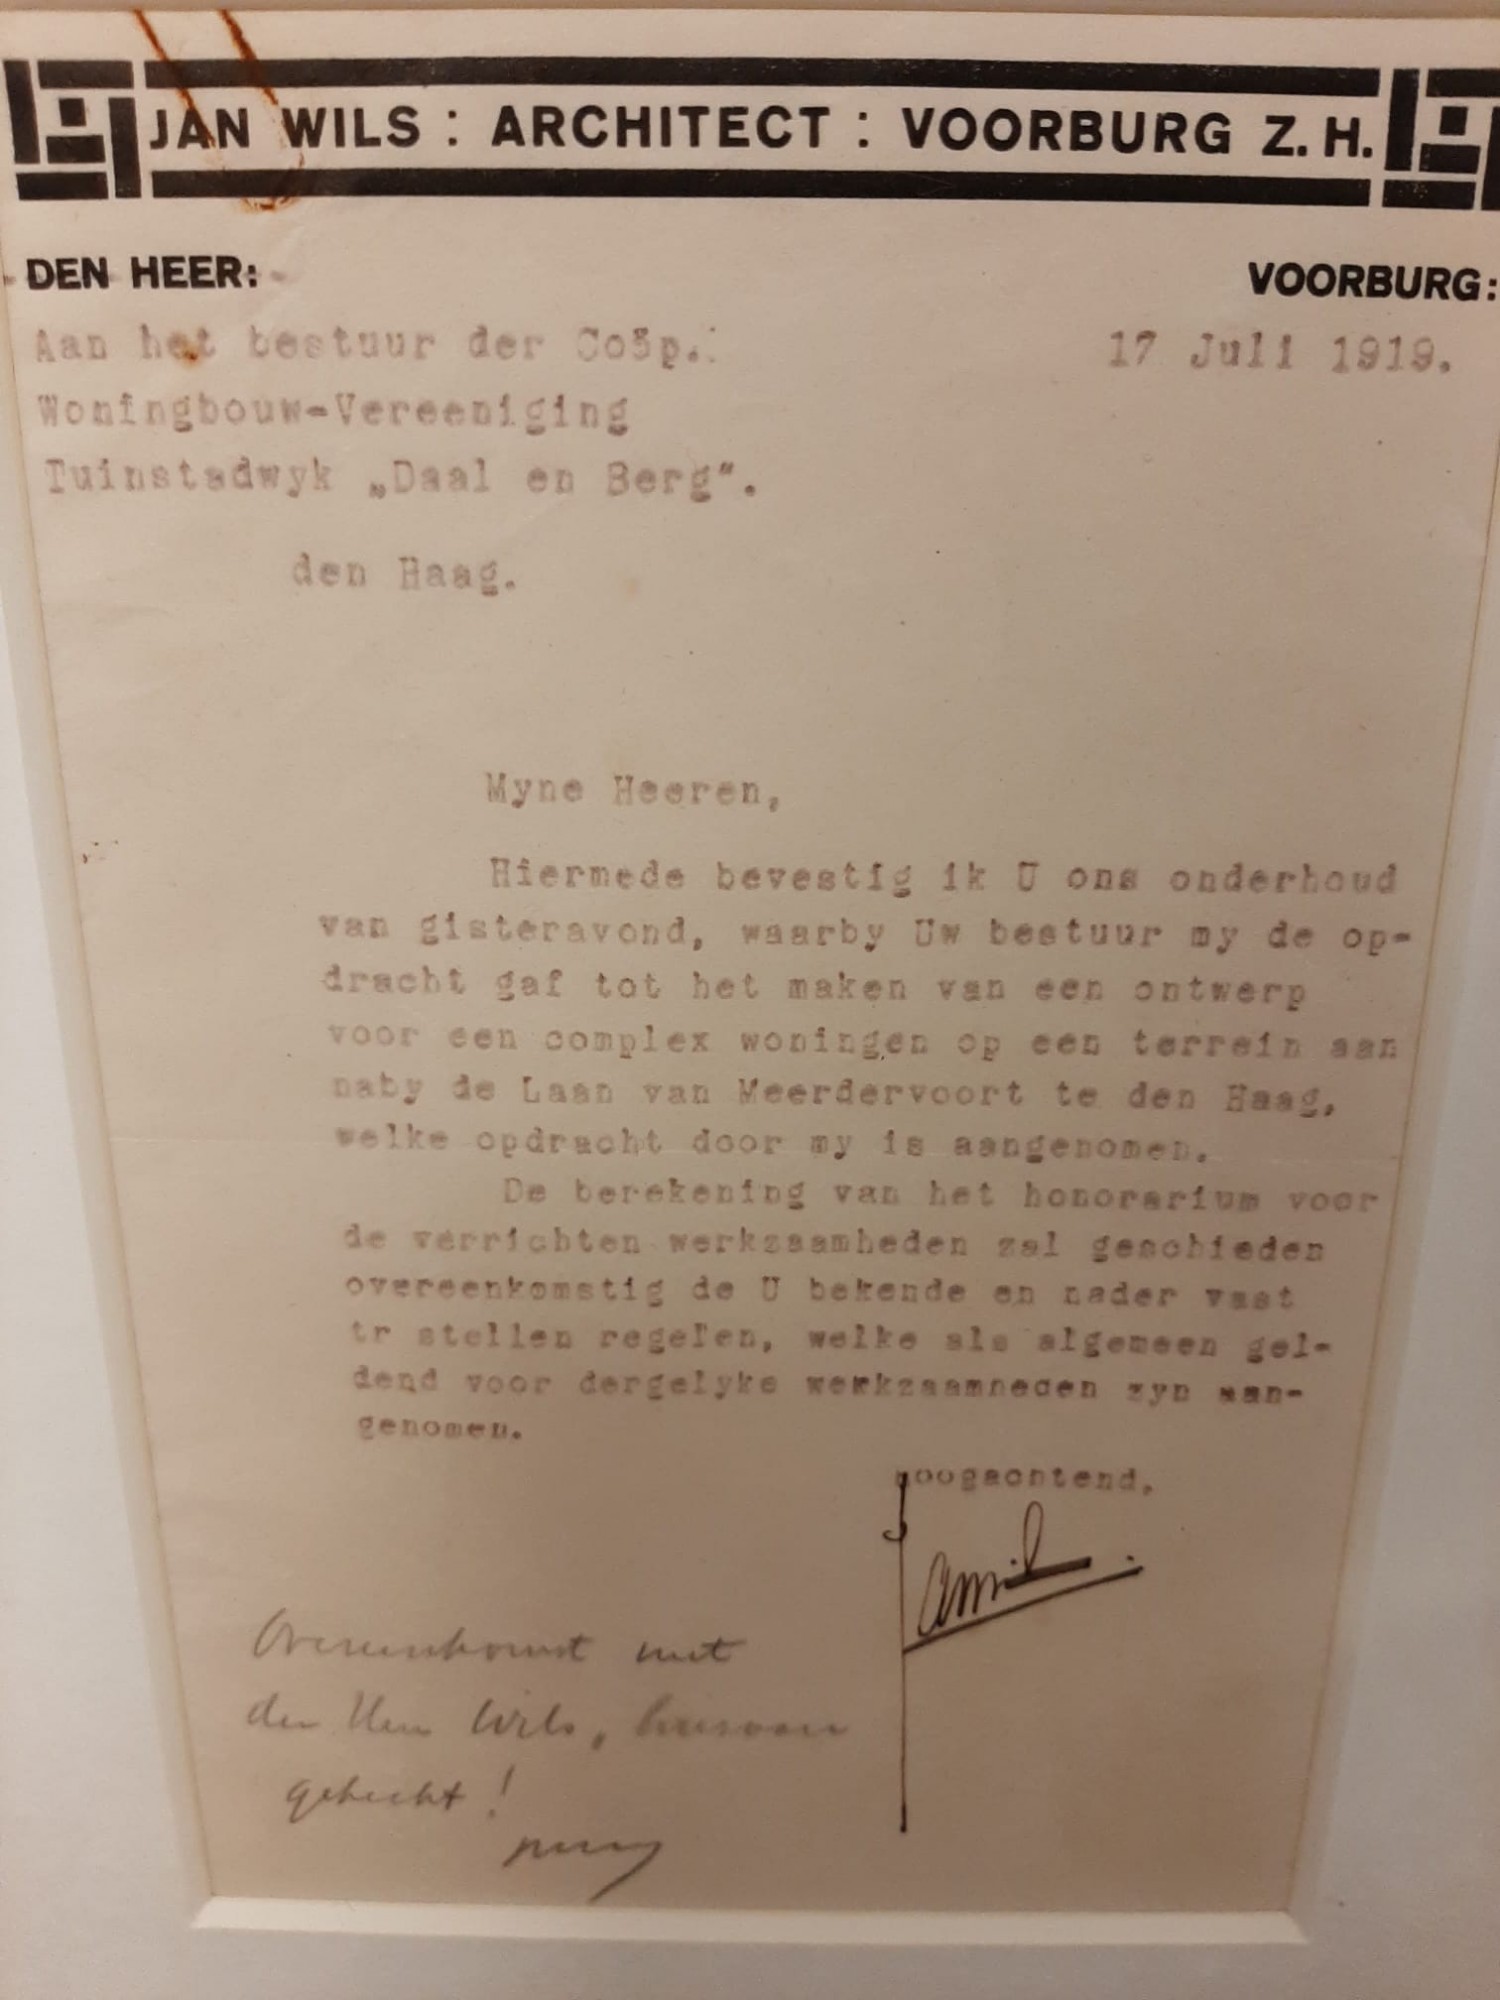 JAN WILS : ARCHITECT : VOORBURG Z. H.
DEN HEER:
VOORBURG:
Aan het bestuur der Coöp.
17 Juli 1919.
Woningbouw-Vereeniging
Tuinstadwyk „Daal en Berg".
den Haag.
Myne Heeren,
Hiermede bevestig ik U ons onderhoud
van gisteravond, waarby Uw bestuur my de op-
dracht gaf tot het maken van een ontwerp
voor een complex woningen op een terrein aan
naby de Laan van Meerdervoort te den Haag,
welke opdracht door my is aangenomen.
De berekening van het honorarium voor
de verrichten werkzaamheden zal geschieden
overeenkomstig de U bekende en nader vast
tr stellen regelen, welke als algemeen gel-
dend voor dergelyke werkzaamheden zyn aan-
genomen.
Hoogachtend,
Overeenkomst met
den Heer Wils, hiervoor
gehecht!